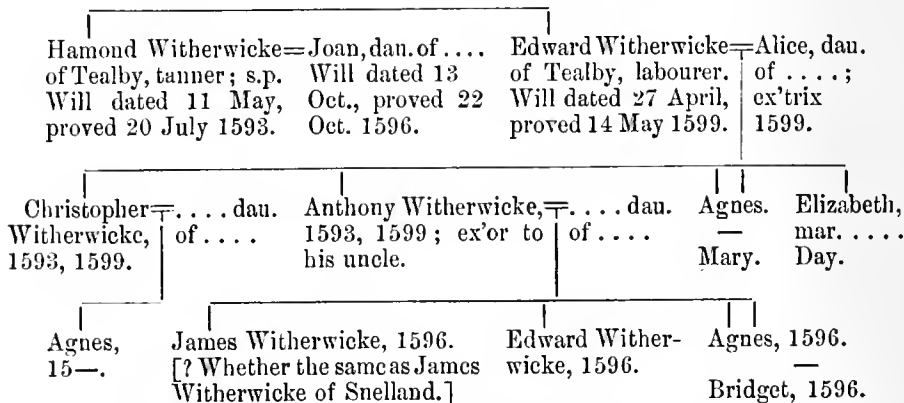 Hamond Witherwicke=Joan, dau. of ....
of Tealby, tanner; s.p.
Will dated 13
Will dated 11 May,
Oct., proved 22
proved 20 July 1593.
Oct. 1596.
Edward Witherwicke=Alice, dau.
of Tealby, labourer.
of ....;
Will dated 27 April,
ex'trix
proved 14 May 1599.
1599.
Christopher=.... dau.
Witherwicke,
of ....
1593, 1599.
Anthony Witherwicke,=.... dau.
1593, 1599; ex'or to
of ....
his uncle.
Agnes.
—
Mary.
Elizabeth,
mar. .....
Day.
Agnes,
15—.
James Witherwicke, 1596.
[? Whether the same as James
Witherwicke of Snelland.]
Edward Wither-
wicke, 1596.
Agnes, 1596.
—
Bridget, 1596.